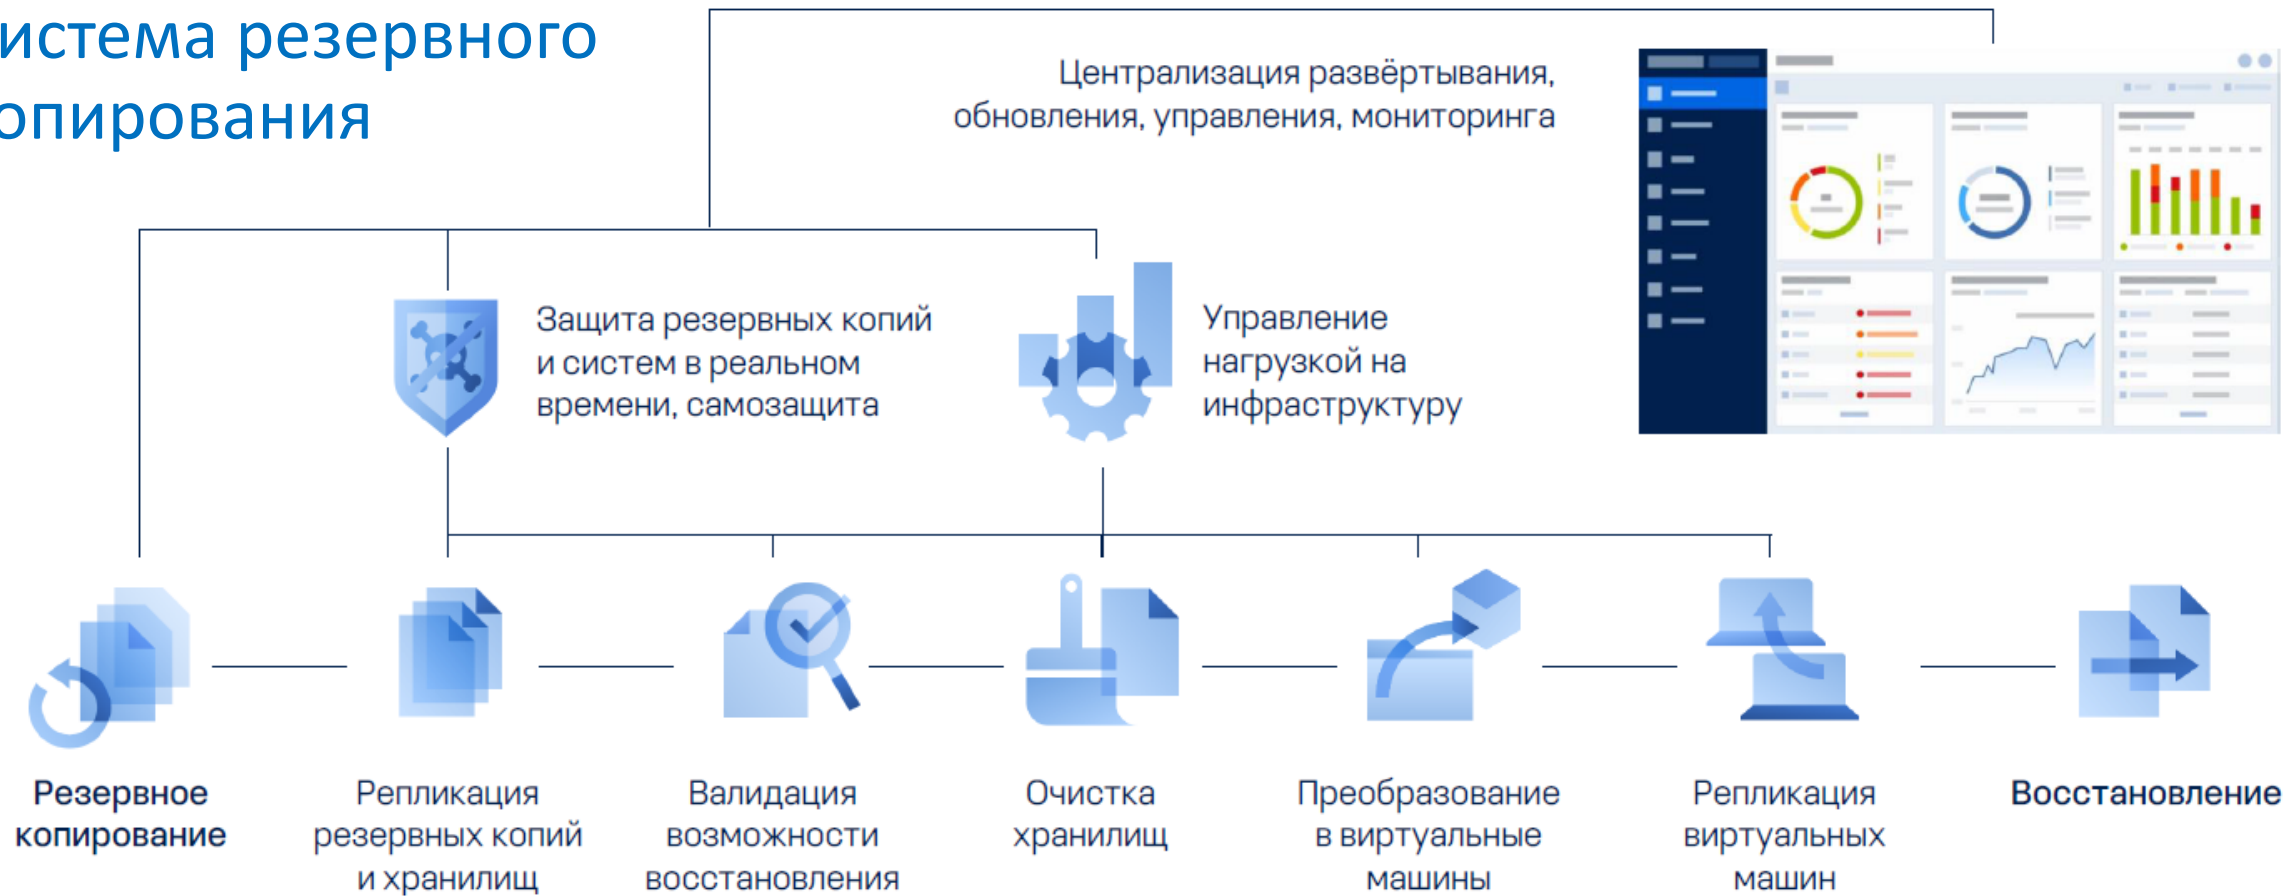 истема резервного
опирования
Централизация развёртывания,
обновления, управления, мониторинга
Защита резервных копий
и систем в реальном
времени, самозащита
Управление
нагрузкой на
инфраструктуру
Резервное
копирование
Репликация
резервных копий
и хранилищ
Валидация
возможности
восстановления
Очистка
хранилищ
Преобразование
в виртуальные
машины
Репликация
виртуальных
машин
Восстановление